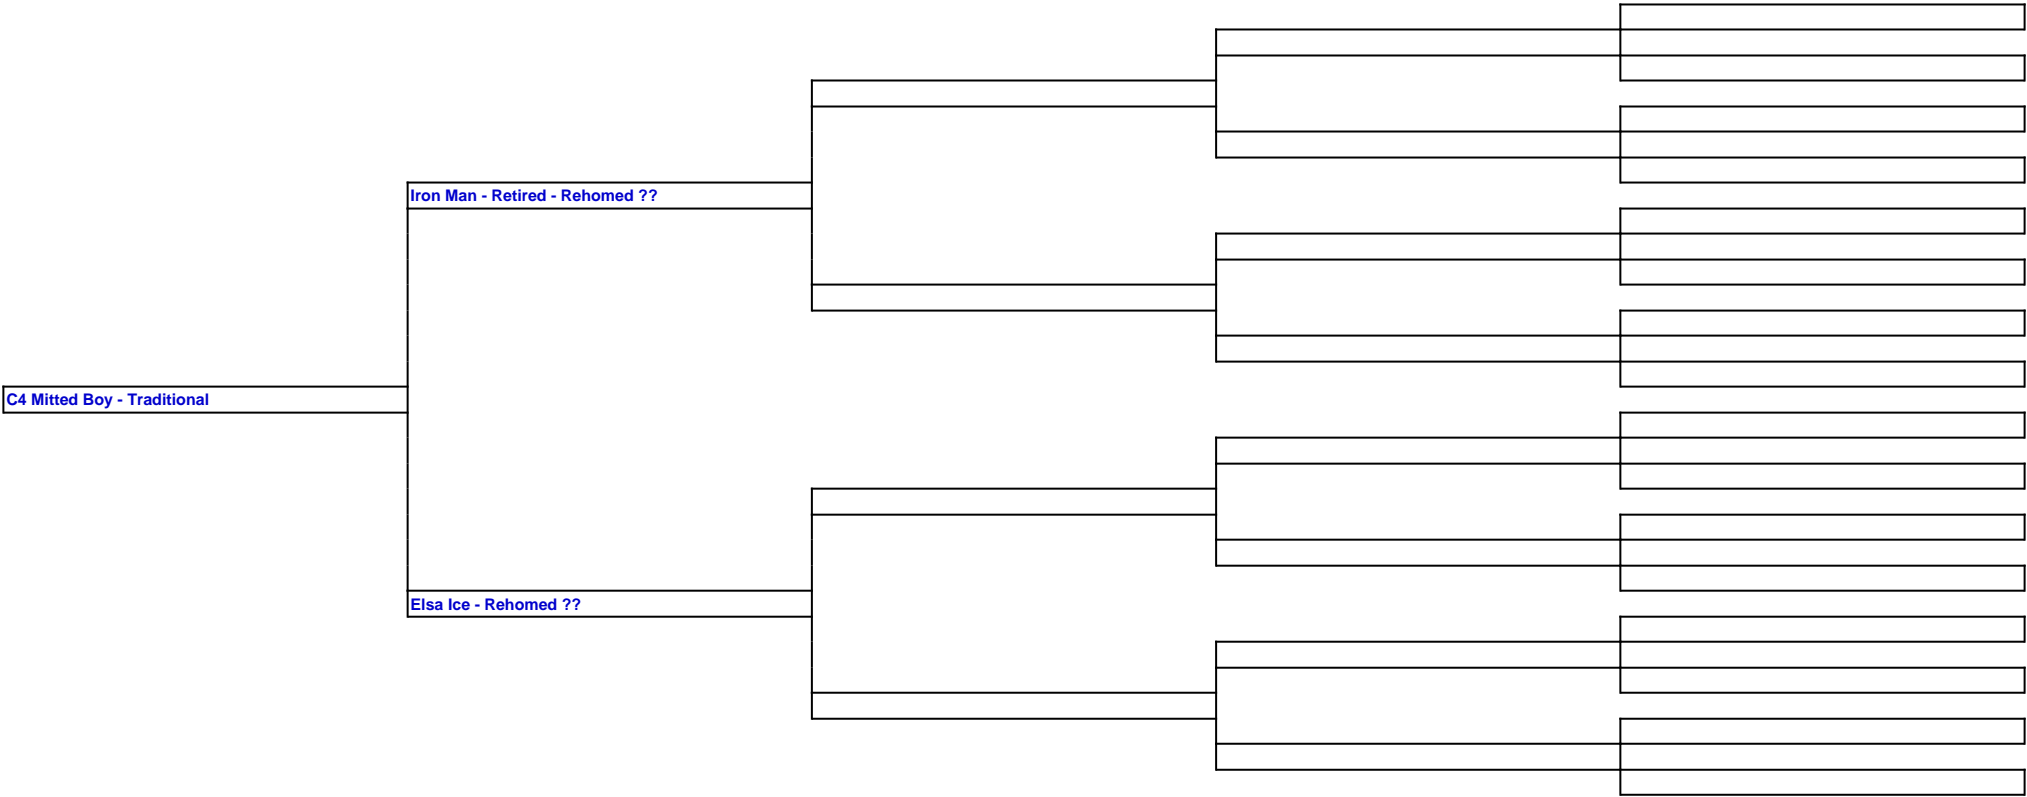 Iron Man - Retired - Rehomed ??
C4 Mitted Boy - Traditional
Elsa Ice - Rehomed ??